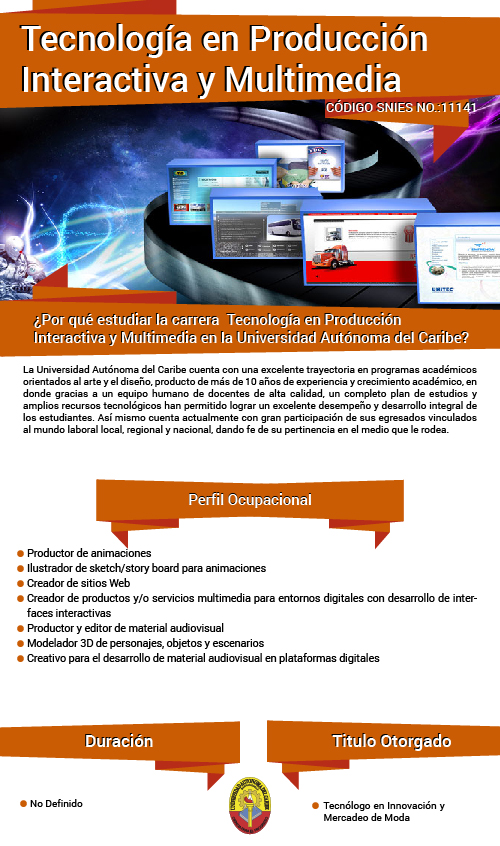 Tecnología en Producción
Interactiva y Multimedia
CÓDIGO SNIES NO.:11141
UNITEC
¿Por qué estudiar la carrera Tecnología en Producción
Interactiva y Multimedia en la Universidad Autónoma del Caribe?
La Universidad Autónoma del Caribe cuenta con una excelente trayectoria en programas académicos
orientados al arte y el diseño, producto de más de 10 años de experiencia y crecimiento académico, en
donde gracias a un equipo humano de docentes de alta calidad, un completo plan de estudios y
amplios recursos tecnológicos han permitido lograr un excelente desempeño y desarrollo integral de
los estudiantes. Así mismo cuenta actualmente con gran participación de sus egresados vinculados
al mundo laboral local, regional y nacional, dando fe de su pertinencia en el medio que le rodea.
Perfil Ocupacional
Productor de animaciones
Ilustrador de sketch/story board para animaciones
Creador de sitios Web
Creador de productos y/o servicios multimedia para entornos digitales con desarrollo de inter-
faces interactivas
Productor y editor de material audiovisual
Modelador 3D de personajes, objetos y escenarios
Creativo para el desarrollo de material audiovisual en plataformas digitales
Duración
No Definido
Titulo Otorgado
Tecnólogo en Innovación y
Mercadeo de Moda